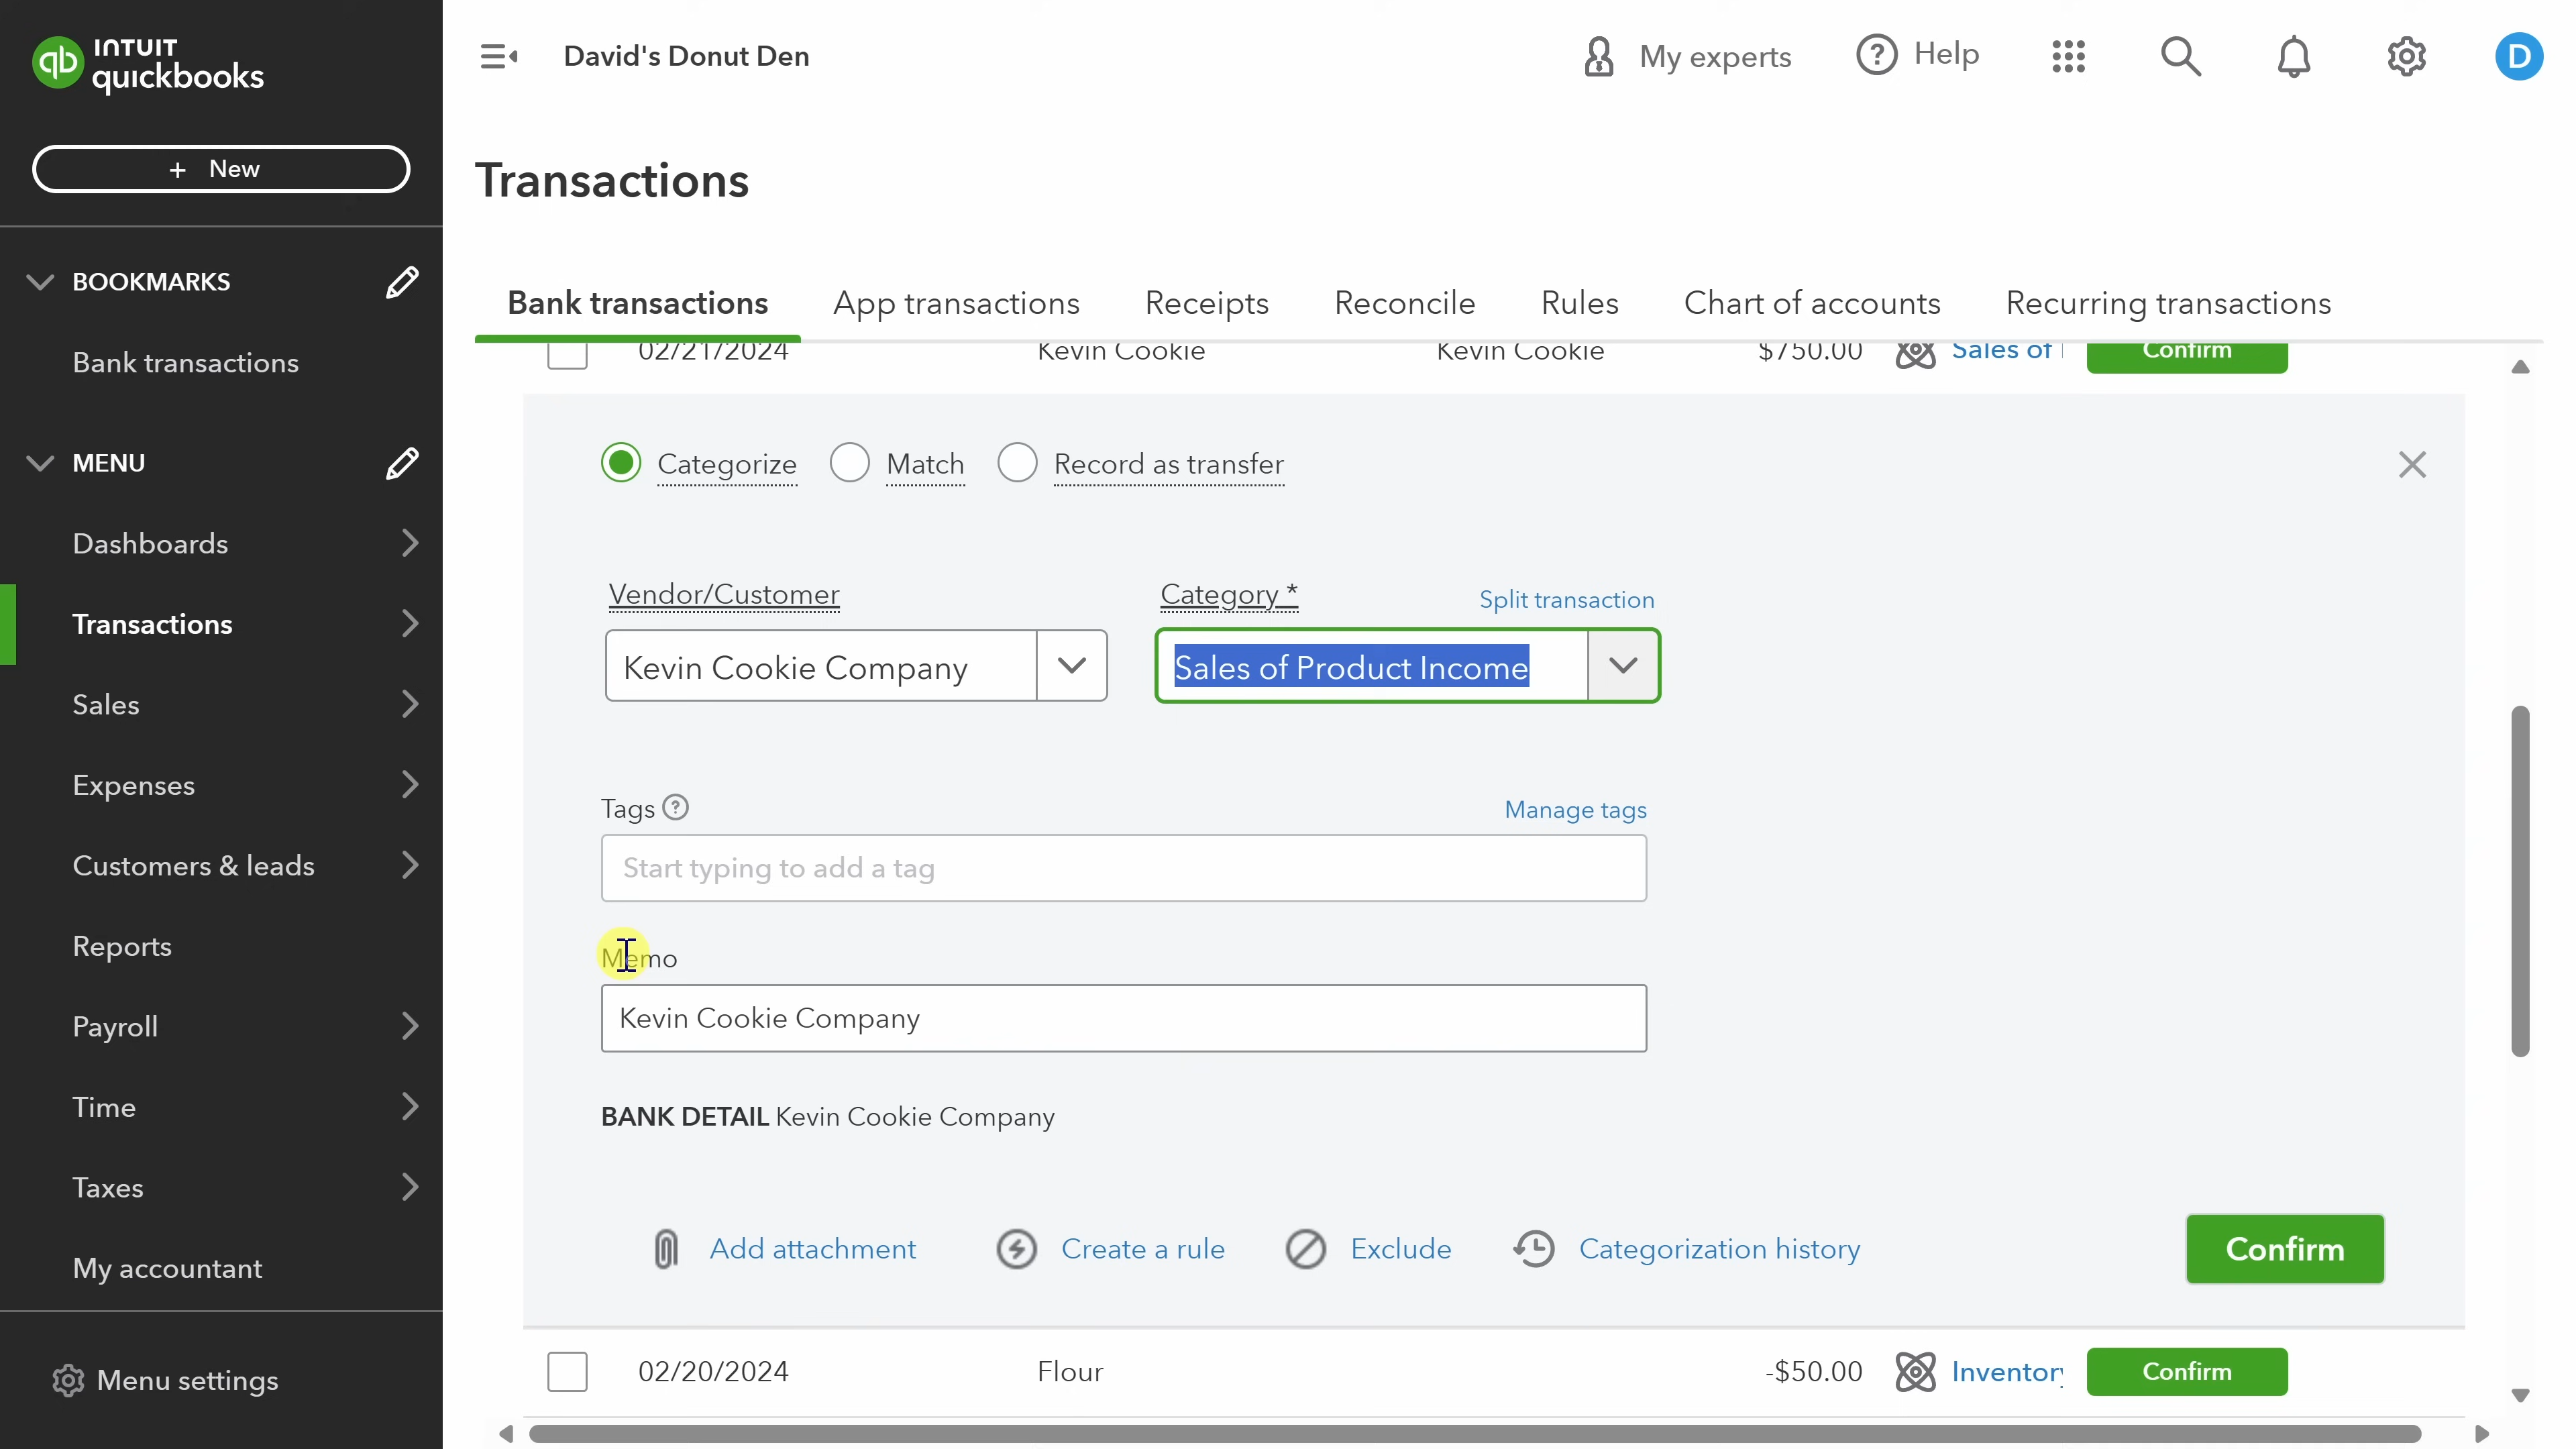 INTUIT
quickbooks
+ New
BOOKMARKS
Bank transactions
MENU
Dashboards
Transactions
Sales
Expenses
Customers & leads
Reports
Payroll
Time
Taxes
My accountant
Menu settings
David's Donut Den
My experts
? Help
D
Transactions
Bank transactions App transactions Receipts Reconcile Rules Chart of accounts Recurring transactions
02/21/2024 Kevin Cookie Kevin Cookie $750.00 Sales of Confirm
Categorize Match Record as transfer
Vendor/Customer Category * Split transaction
Kevin Cookie Company Sales of Product Income
Tags ? Manage tags
Start typing to add a tag
Memo
Kevin Cookie Company
BANK DETAIL Kevin Cookie Company
Add attachment Create a rule Exclude Categorization history Confirm
02/20/2024 Flour -$50.00 Inventory Confirm